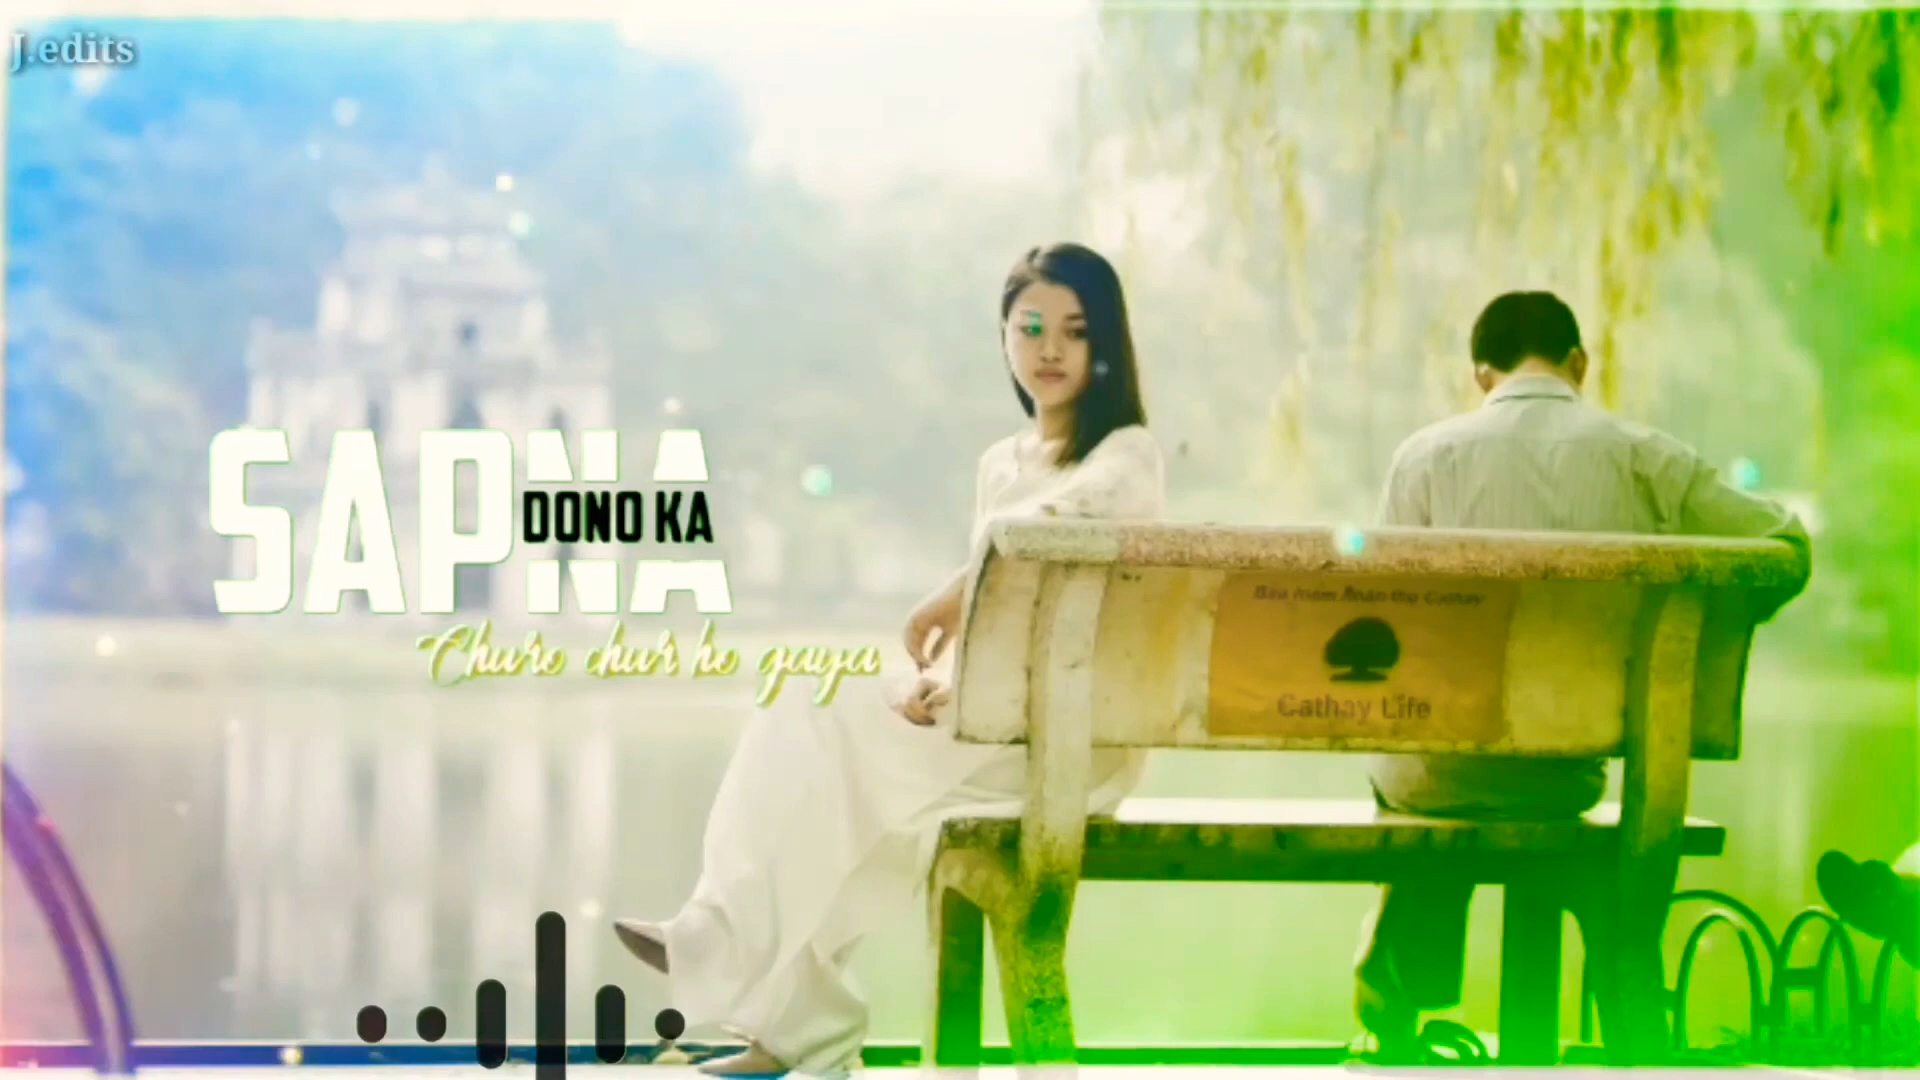 J.edits
SAPNA
DONO KA
Churo chur ho gaya
Cathay Life